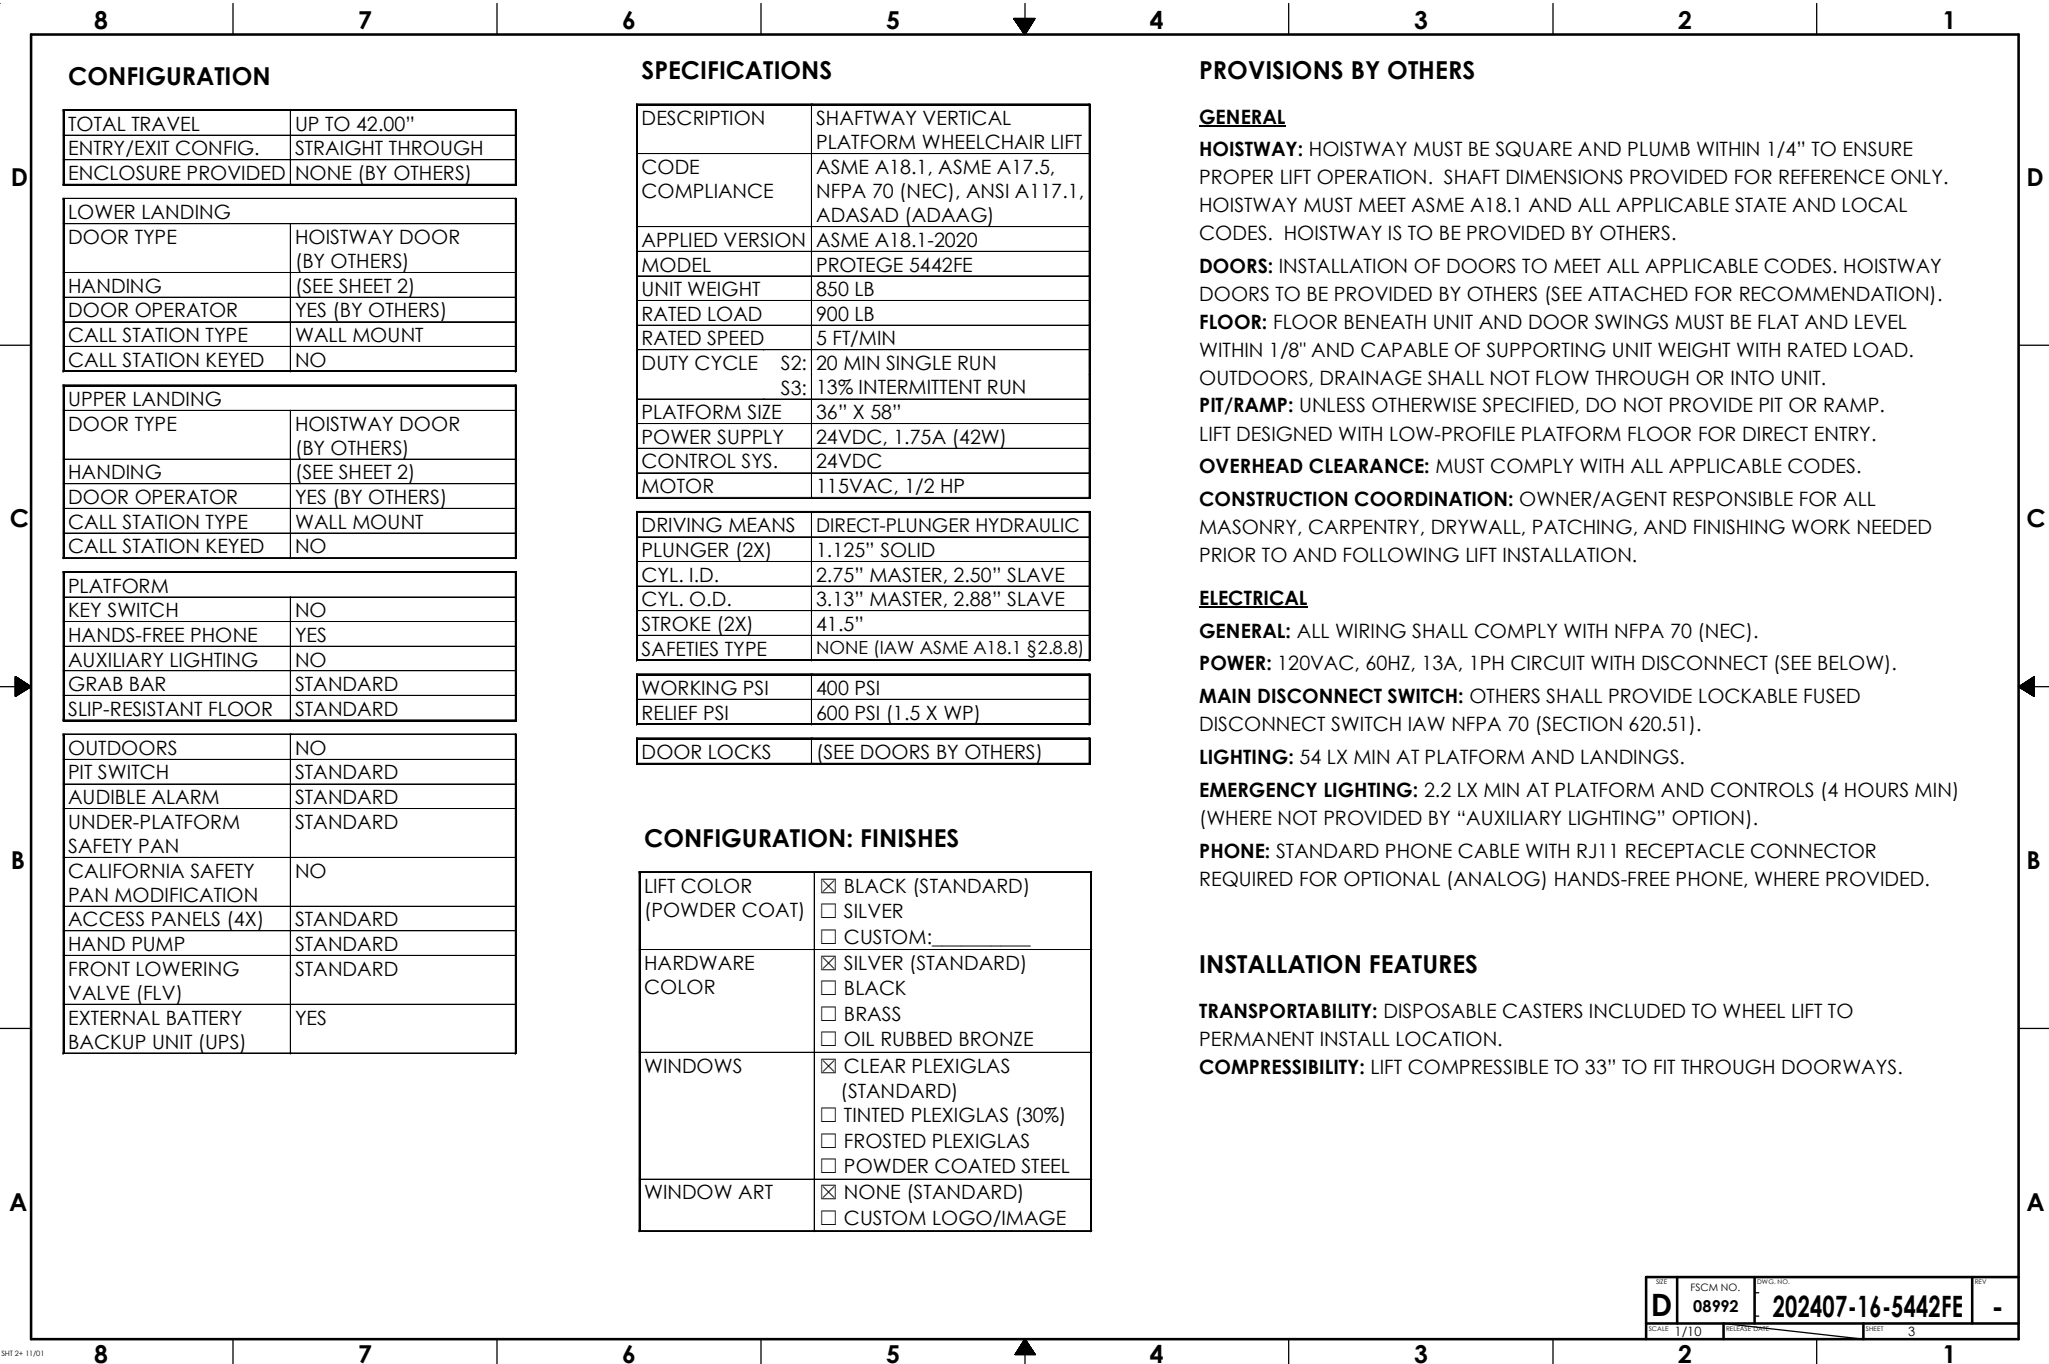 8 7 6 5 4 3 2 1
D
C
B
A
CONFIGURATION
TOTAL TRAVEL UP TO 42.00”
ENTRY/EXIT CONFIG. STRAIGHT THROUGH
ENCLOSURE PROVIDED NONE (BY OTHERS)
LOWER LANDING
DOOR TYPE HOISTWAY DOOR
(BY OTHERS)
HANDING (SEE SHEET 2)
DOOR OPERATOR YES (BY OTHERS)
CALL STATION TYPE WALL MOUNT
CALL STATION KEYED NO
UPPER LANDING
DOOR TYPE HOISTWAY DOOR
(BY OTHERS)
HANDING (SEE SHEET 2)
DOOR OPERATOR YES (BY OTHERS)
CALL STATION TYPE WALL MOUNT
CALL STATION KEYED NO
PLATFORM
KEY SWITCH NO
HANDS-FREE PHONE YES
AUXILIARY LIGHTING NO
GRAB BAR STANDARD
SLIP-RESISTANT FLOOR STANDARD
OUTDOORS NO
PIT SWITCH STANDARD
AUDIBLE ALARM STANDARD
UNDER-PLATFORM STANDARD
SAFETY PAN
CALIFORNIA SAFETY NO
PAN MODIFICATION
ACCESS PANELS (4X) STANDARD
HAND PUMP STANDARD
FRONT LOWERING STANDARD
VALVE (FLV)
EXTERNAL BATTERY YES
BACKUP UNIT (UPS)
SPECIFICATIONS
DESCRIPTION SHAFTWAY VERTICAL
PLATFORM WHEELCHAIR LIFT
CODE ASME A18.1, ASME A17.5,
COMPLIANCE NFPA 70 (NEC), ANSI A117.1,
ADASAD (ADAAG)
APPLIED VERSION ASME A18.1-2020
MODEL PROTEGE 5442FE
UNIT WEIGHT 850 LB
RATED LOAD 900 LB
RATED SPEED 5 FT/MIN
DUTY CYCLE S2: 20 MIN SINGLE RUN
S3: 13% INTERMITTENT RUN
PLATFORM SIZE 36” X 58”
POWER SUPPLY 24VDC, 1.75A (42W)
CONTROL SYS. 24VDC
MOTOR 115VAC, 1/2 HP
DRIVING MEANS DIRECT-PLUNGER HYDRAULIC
PLUNGER (2X) 1.125” SOLID
CYL. I.D. 2.75” MASTER, 2.50” SLAVE
CYL. O.D. 3.13” MASTER, 2.88” SLAVE
STROKE (2X) 41.5”
SAFETIES TYPE NONE (IAW ASME A18.1 §2.8.8)
WORKING PSI 400 PSI
RELIEF PSI 600 PSI (1.5 X WP)
DOOR LOCKS (SEE DOORS BY OTHERS)
CONFIGURATION: FINISHES
LIFT COLOR ☒ BLACK (STANDARD)
(POWDER COAT) ☐ SILVER
☐ CUSTOM:__________
HARDWARE ☒ SILVER (STANDARD)
COLOR ☐ BLACK
☐ BRASS
☐ OIL RUBBED BRONZE
WINDOWS ☒ CLEAR PLEXIGLAS
(STANDARD)
☐ TINTED PLEXIGLAS (30%)
☐ FROSTED PLEXIGLAS
☐ POWDER COATED STEEL
WINDOW ART ☒ NONE (STANDARD)
☐ CUSTOM LOGO/IMAGE
PROVISIONS BY OTHERS
GENERAL
HOISTWAY: HOISTWAY MUST BE SQUARE AND PLUMB WITHIN 1/4” TO ENSURE
PROPER LIFT OPERATION. SHAFT DIMENSIONS PROVIDED FOR REFERENCE ONLY.
HOISTWAY MUST MEET ASME A18.1 AND ALL APPLICABLE STATE AND LOCAL
CODES. HOISTWAY IS TO BE PROVIDED BY OTHERS.
DOORS: INSTALLATION OF DOORS TO MEET ALL APPLICABLE CODES. HOISTWAY
DOORS TO BE PROVIDED BY OTHERS (SEE ATTACHED FOR RECOMMENDATION).
FLOOR: FLOOR BENEATH UNIT AND DOOR SWINGS MUST BE FLAT AND LEVEL
WITHIN 1/8" AND CAPABLE OF SUPPORTING UNIT WEIGHT WITH RATED LOAD.
OUTDOORS, DRAINAGE SHALL NOT FLOW THROUGH OR INTO UNIT.
PIT/RAMP: UNLESS OTHERWISE SPECIFIED, DO NOT PROVIDE PIT OR RAMP.
LIFT DESIGNED WITH LOW-PROFILE PLATFORM FLOOR FOR DIRECT ENTRY.
OVERHEAD CLEARANCE: MUST COMPLY WITH ALL APPLICABLE CODES.
CONSTRUCTION COORDINATION: OWNER/AGENT RESPONSIBLE FOR ALL
MASONRY, CARPENTRY, DRYWALL, PATCHING, AND FINISHING WORK NEEDED
PRIOR TO AND FOLLOWING LIFT INSTALLATION.
ELECTRICAL
GENERAL: ALL WIRING SHALL COMPLY WITH NFPA 70 (NEC).
POWER: 120VAC, 60HZ, 13A, 1PH CIRCUIT WITH DISCONNECT (SEE BELOW).
MAIN DISCONNECT SWITCH: OTHERS SHALL PROVIDE LOCKABLE FUSED
DISCONNECT SWITCH IAW NFPA 70 (SECTION 620.51).
LIGHTING: 54 LX MIN AT PLATFORM AND LANDINGS.
EMERGENCY LIGHTING: 2.2 LX MIN AT PLATFORM AND CONTROLS (4 HOURS MIN)
(WHERE NOT PROVIDED BY “AUXILIARY LIGHTING” OPTION).
PHONE: STANDARD PHONE CABLE WITH RJ11 RECEPTACLE CONNECTOR
REQUIRED FOR OPTIONAL (ANALOG) HANDS-FREE PHONE, WHERE PROVIDED.
INSTALLATION FEATURES
TRANSPORTABILITY: DISPOSABLE CASTERS INCLUDED TO WHEEL LIFT TO
PERMANENT INSTALL LOCATION.
COMPRESSIBILITY: LIFT COMPRESSIBLE TO 33” TO FIT THROUGH DOORWAYS.
D
C
B
A
SIZE FSCM NO. DWG. NO. REV
D 08992 202407-16-5442FE -
SCALE 1/10 RELEASE DATE SHEET 3
SHT 2+ 11/01
8 7 6 5 4 3 2 1